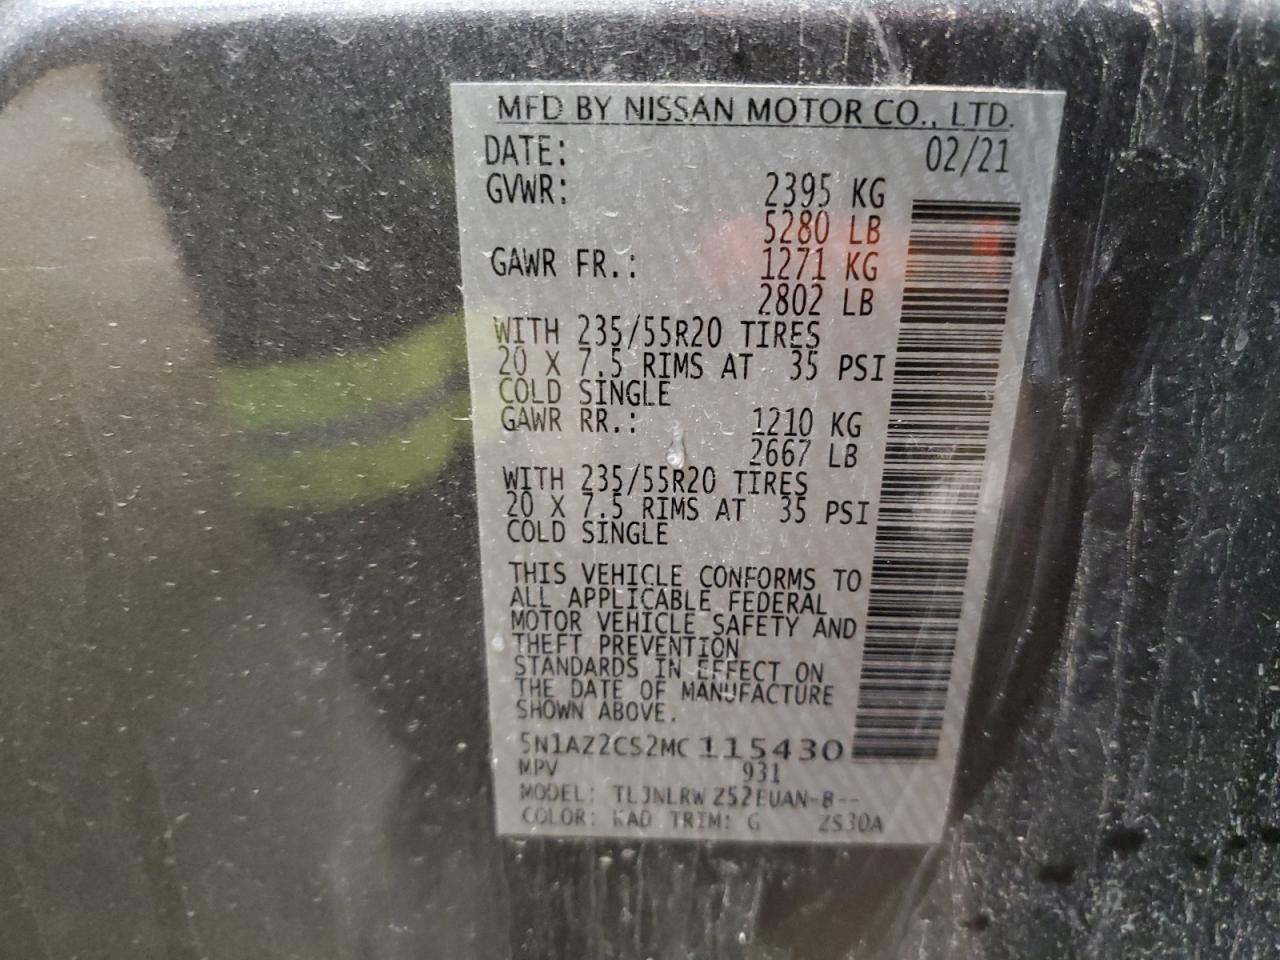 MFD BY NISSAN MOTOR CO., LTD.
DATE: 02/21
GVWR: 2395 KG
5280 LB
GAWR FR.: 1271 KG
2802 LB
WITH 235/55R20 TIRES
20 X 7.5 RIMS AT 35 PSI
COLD SINGLE
GAWR RR.: 1210 KG
2667 LB
WITH 235/55R20 TIRES
20 X 7.5 RIMS AT 35 PSI
COLD SINGLE
THIS VEHICLE CONFORMS TO
ALL APPLICABLE FEDERAL
MOTOR VEHICLE SAFETY AND
THEFT PREVENTION
STANDARDS IN EFFECT ON
THE DATE OF MANUFACTURE
SHOWN ABOVE.
5N1AZ2CS2MC 115430
MPV 931
MODEL: TLJNLRW Z52EUAN-B--
COLOR: KAD TRIM: G ZS30A